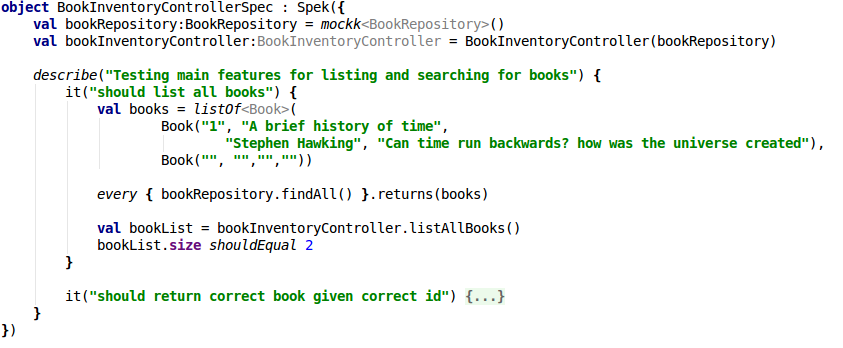 object BookInventoryControllerSpec : Spek({
    val bookRepository:BookRepository = mockk<BookRepository>()
    val bookInventoryController:BookInventoryController = BookInventoryController(bookRepository)

    describe("Testing main features for listing and searching for books") {
        it("should list all books") {
            val books = listOf<Book>(
                    Book("1", "A brief history of time",
                            "Stephen Hawking", "Can time run backwards? how was the universe created"),
                    Book("", "","",""))

            every { bookRepository.findAll() }.returns(books)

            val bookList = bookInventoryController.listAllBooks()
            bookList.size shouldEqual 2
        }

        it("should return correct book given correct id") {...}
    }
})